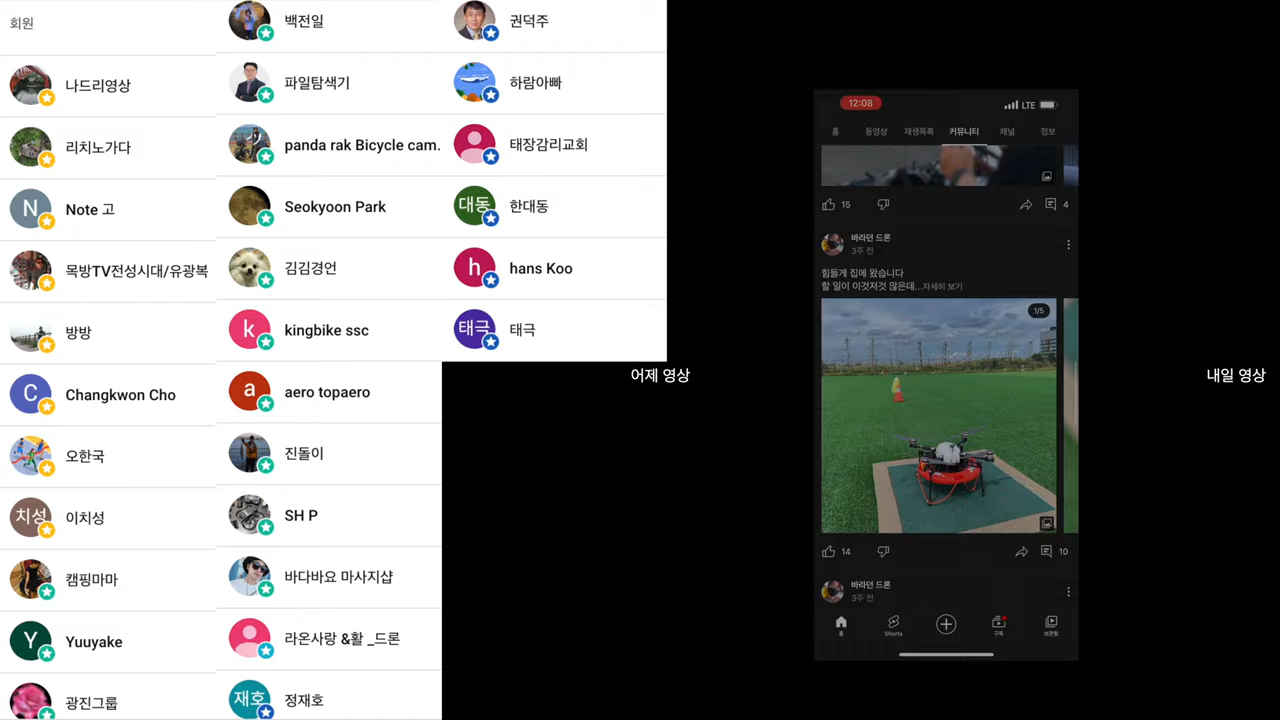 회원
나드리영상
리치노가다
N
Note 고
목방TV전성시대/유광복
방방
C
Changkwon Cho
오한국
치성
이치성
캠핑마마
Y
Yuuyake
광진그룹
백전일
파일탐색기
panda rak Bicycle cam.
Seokyoon Park
김김경언
k
kingbike ssc
a
aero topaero
진돌이
SH P
바다바요 마사지샵
라온사랑 &활 _드론
재호
정재호
권덕주
하람아빠
태장감리교회
대동
한대동
h
hans Koo
태극
태극
어제 영상
12:08
LTE
홈 동영상 재생목록 커뮤니티 채널 정보
15
4
바라던 드론
3주 전
힘들게 집에 왔습니다
할 일이 이것저것 많은데...자세히 보기
1/5
14
10
바라던 드론
3주 전
홈 Shorts 구독 보관함
내일 영상